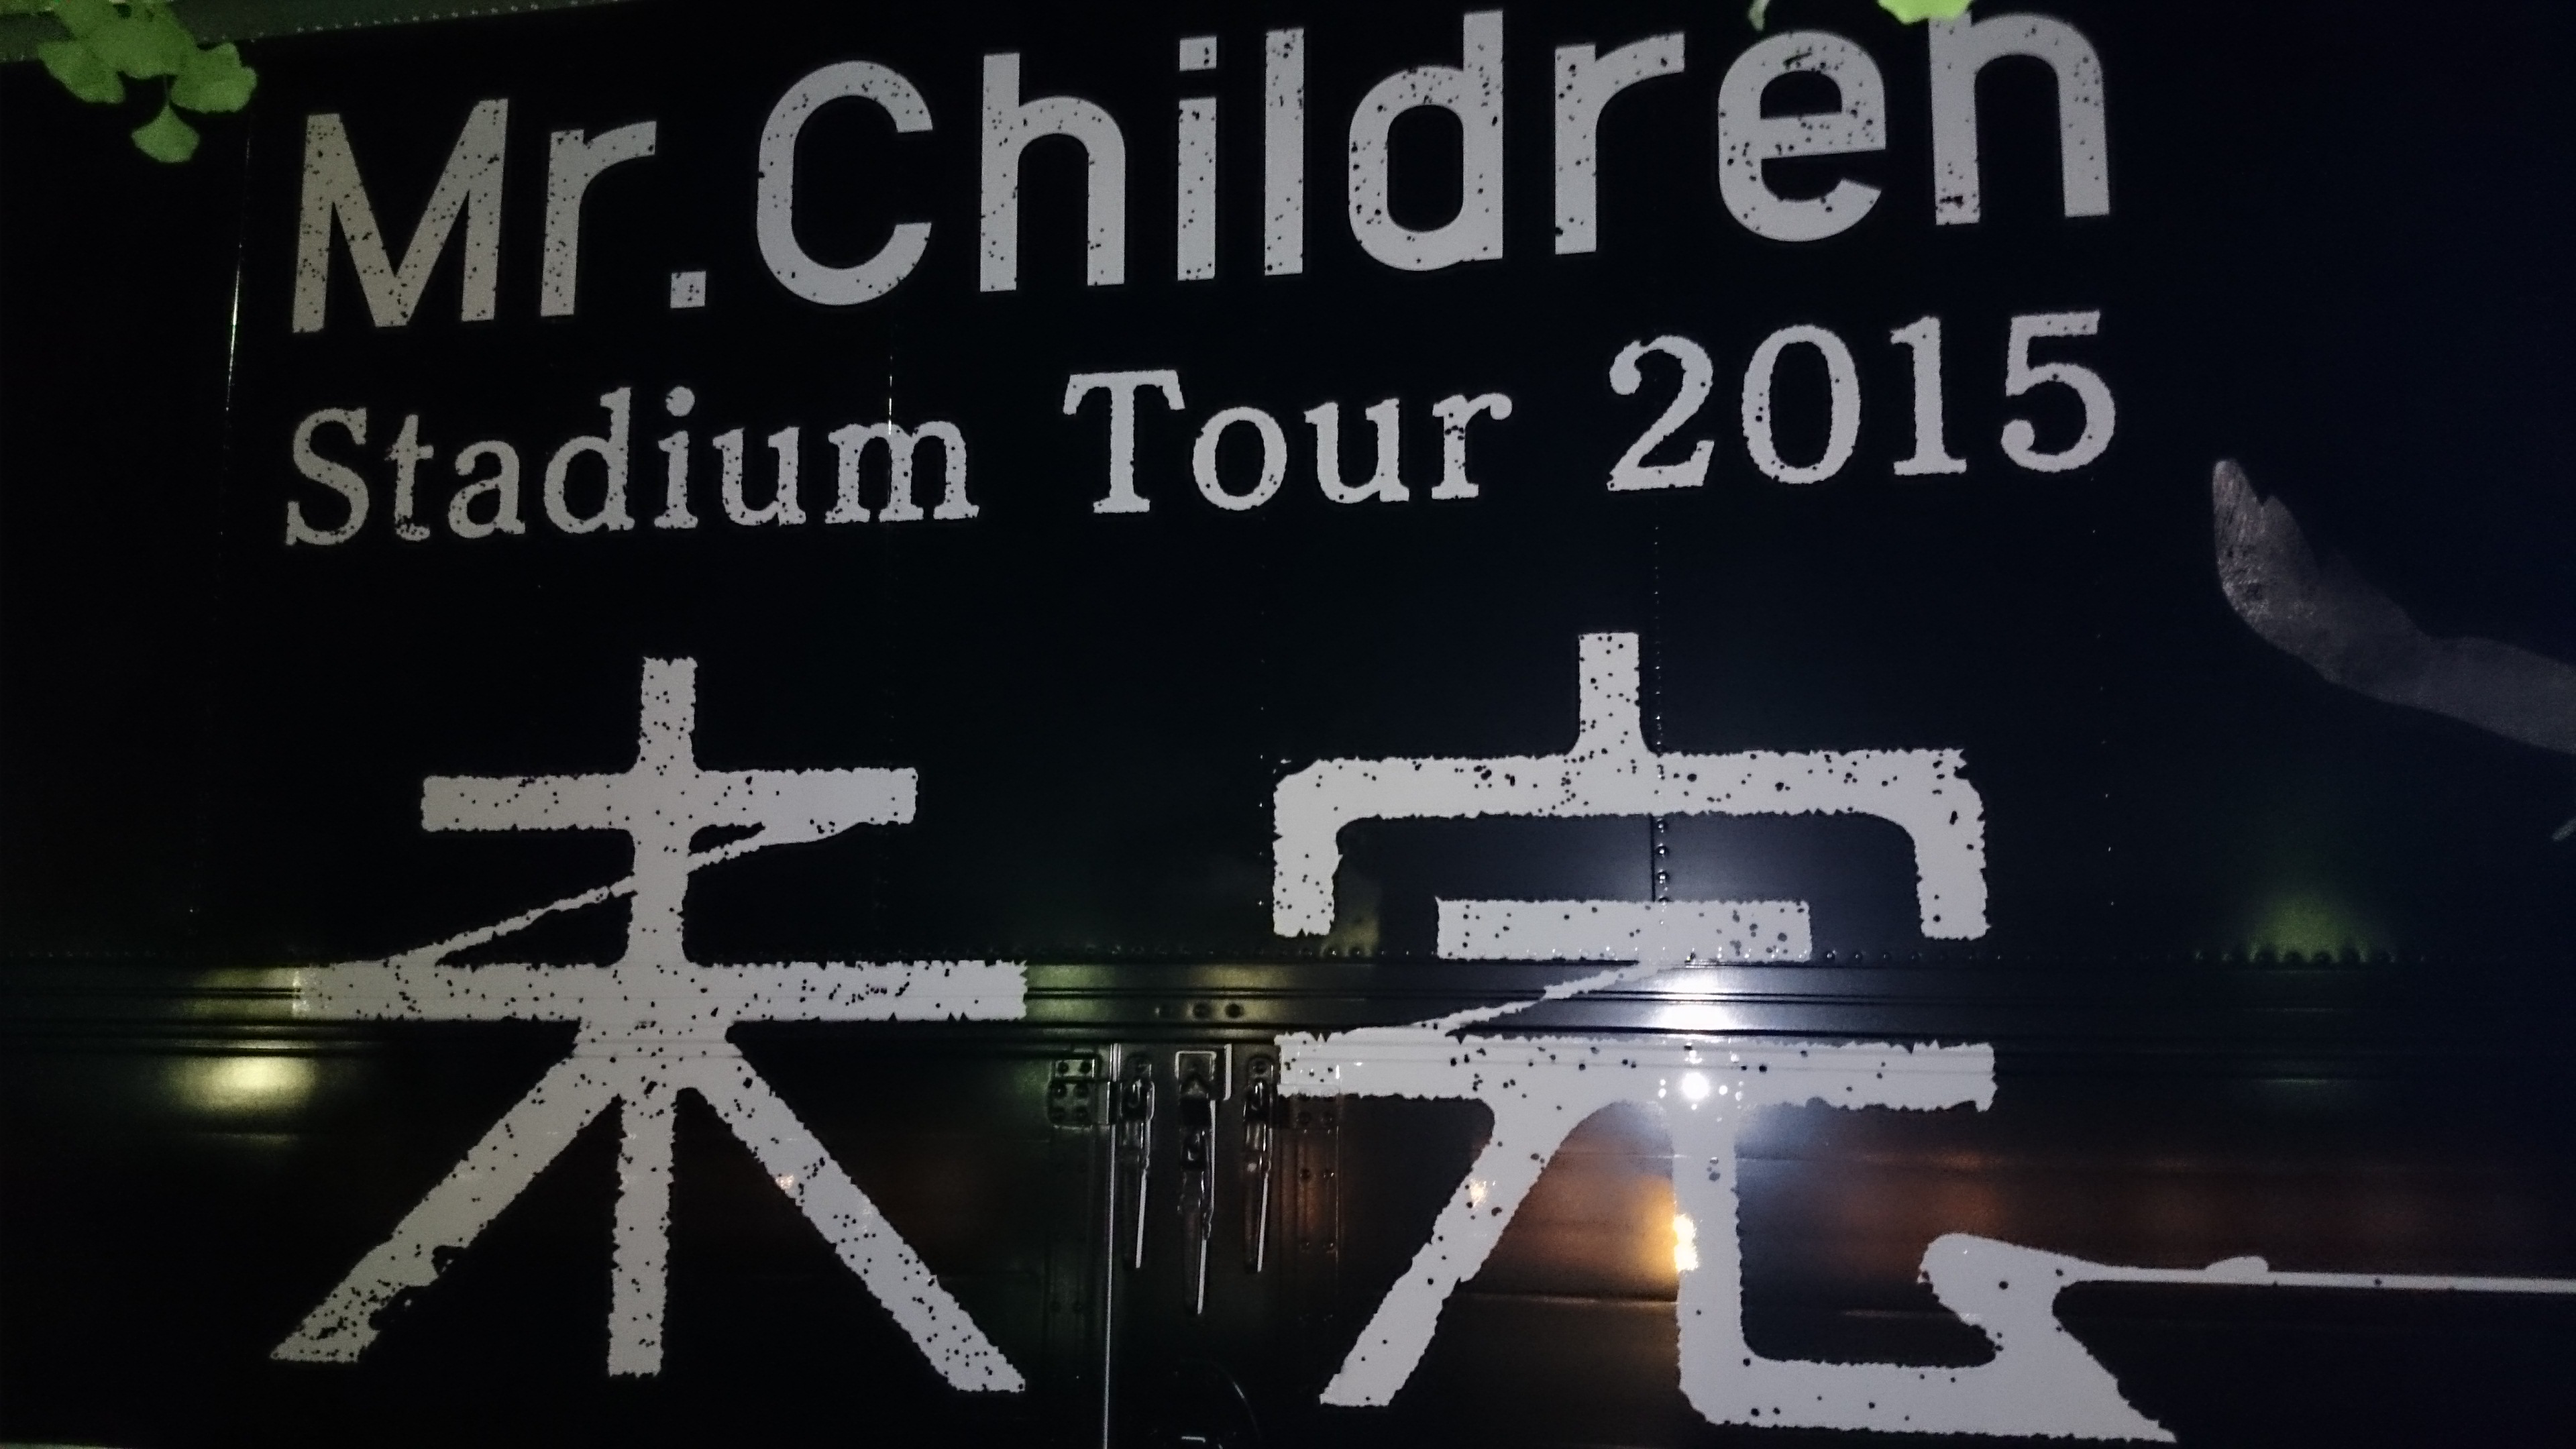 Mr.Children
Stadium Tour 2015
未完